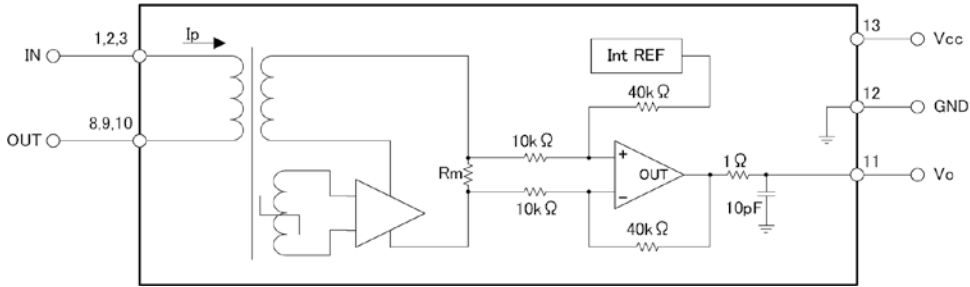 1,2,3
Ip
13
IN
Vcc
Int REF
40kΩ
12
8,9,10
GND
10kΩ
OUT
+
1Ω
11
Rm
OUT
Vo
−
10kΩ
10pF
40kΩ